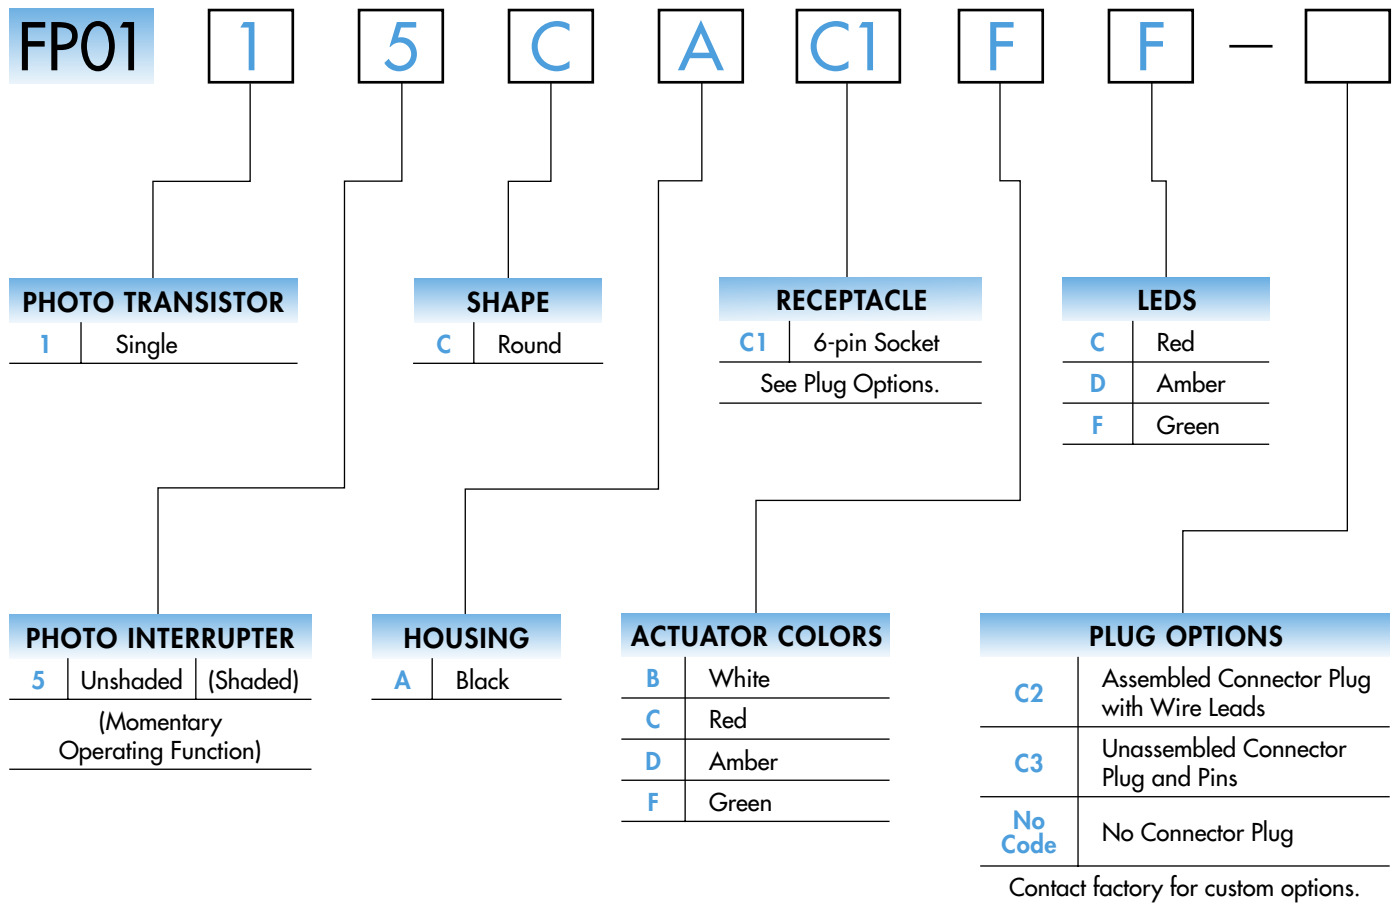 FP01 1 5 C A C1 F F —
PHOTO TRANSISTOR
1 Single
SHAPE
C Round
RECEPTACLE
C1 6-pin Socket
See Plug Options.
LEDS
C Red
D Amber
F Green
PHOTO INTERRUPTER
5 Unshaded (Shaded)
(Momentary
Operating Function)
HOUSING
A Black
ACTUATOR COLORS
B White
C Red
D Amber
F Green
PLUG OPTIONS
C2 Assembled Connector Plug
with Wire Leads
C3 Unassembled Connector
Plug and Pins
No
Code No Connector Plug
Contact factory for custom options.